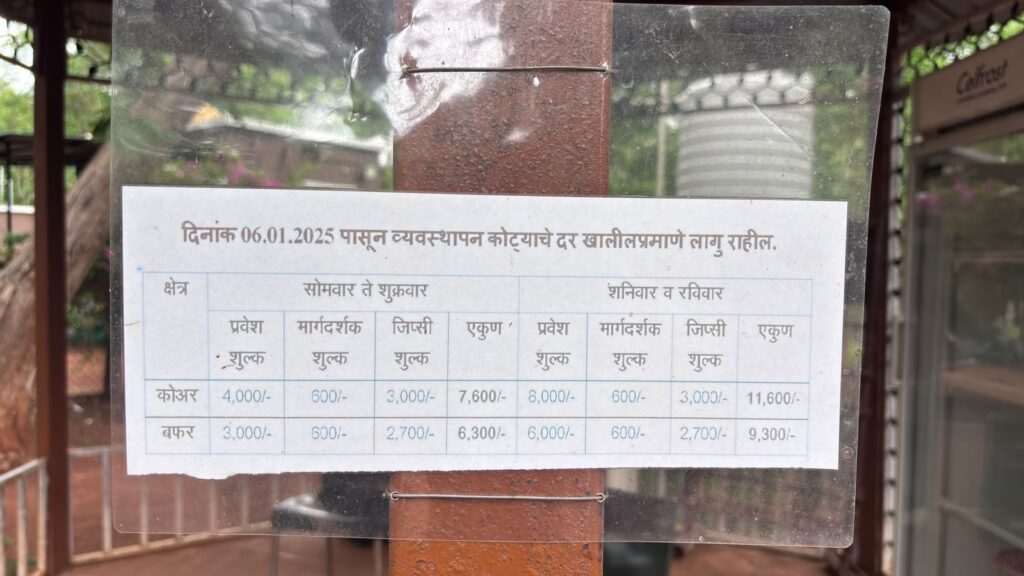 दिनांक 06.01.2025 पासून व्यवस्थापन कोट्याचे दर खालीलप्रमाणे लागु राहील.
क्षेत्र सोमवार ते शुक्रवार शनिवार व रविवार
प्रवेश शुल्क मार्गदर्शक शुल्क जिप्सी शुल्क एकुण प्रवेश शुल्क मार्गदर्शक शुल्क जिप्सी शुल्क एकुण
कोअर 4,000/- 600/- 3,000/- 7,600/- 8,000/- 600/- 3,000/- 11,600/-
बफर 3,000/- 600/- 2,700/- 6,300/- 6,000/- 600/- 2,700/- 9,300/-
Celfrost